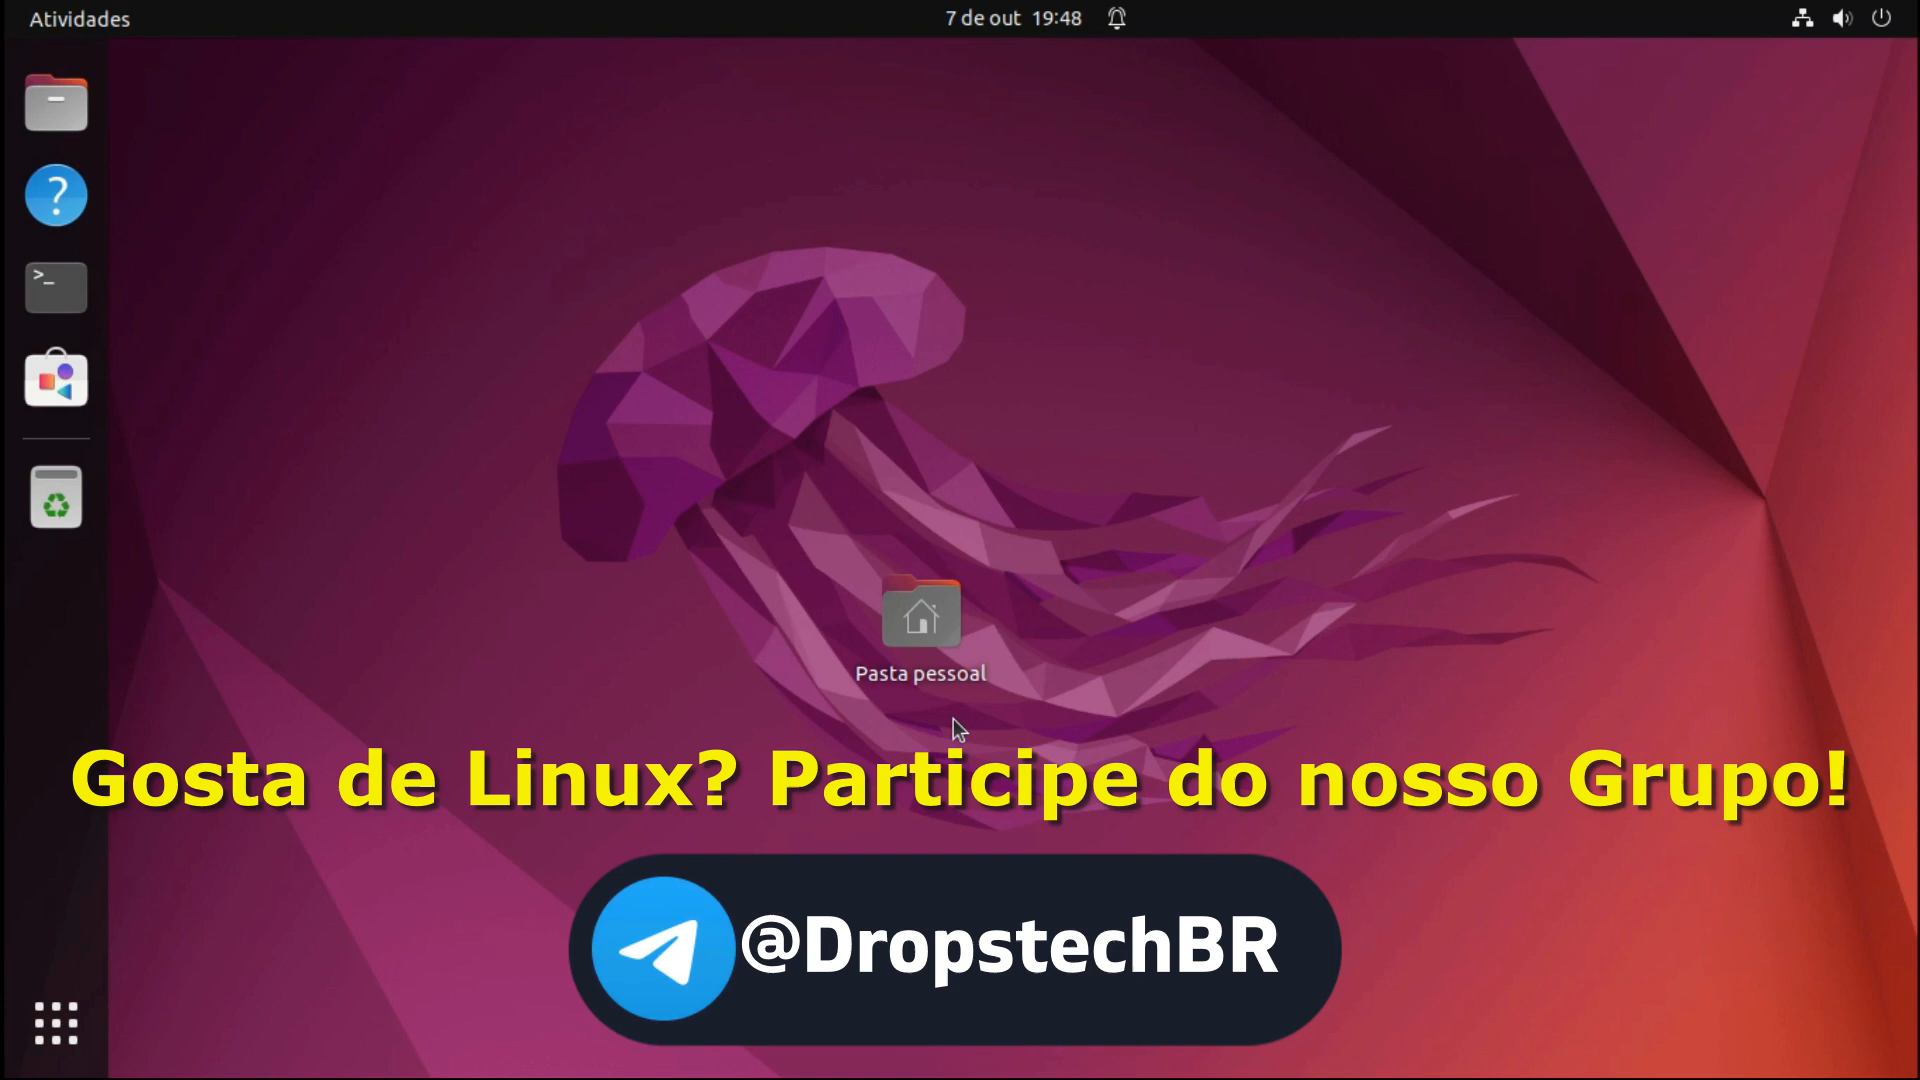 Atividades
7 de out 19:48
>_
Pasta pessoal
Gosta de Linux? Participe do nosso Grupo!
@DropstechBR